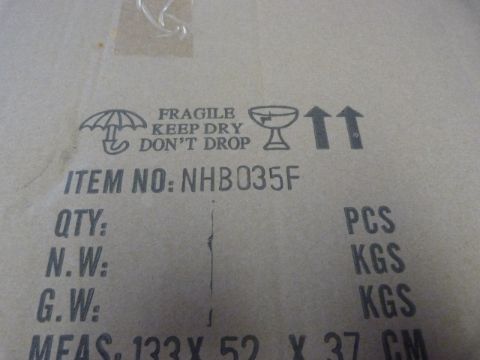 FRAGILE
KEEP DRY
DON'T DROP
ITEM NO: NHB035F
QTY: PCS
N.W: KGS
G.W: KGS
MEAS: 133 X 52 X 37 CM